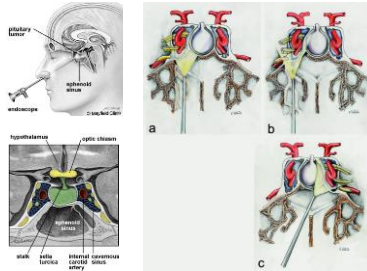 pituitary
tumor
sphenoid
sinus
endoscope
hypothalamus
optic chiasm
sphenoid
sinus
stalk
sella
turcica
internal
carotid
artery
cavernous
sinus
a
b
c